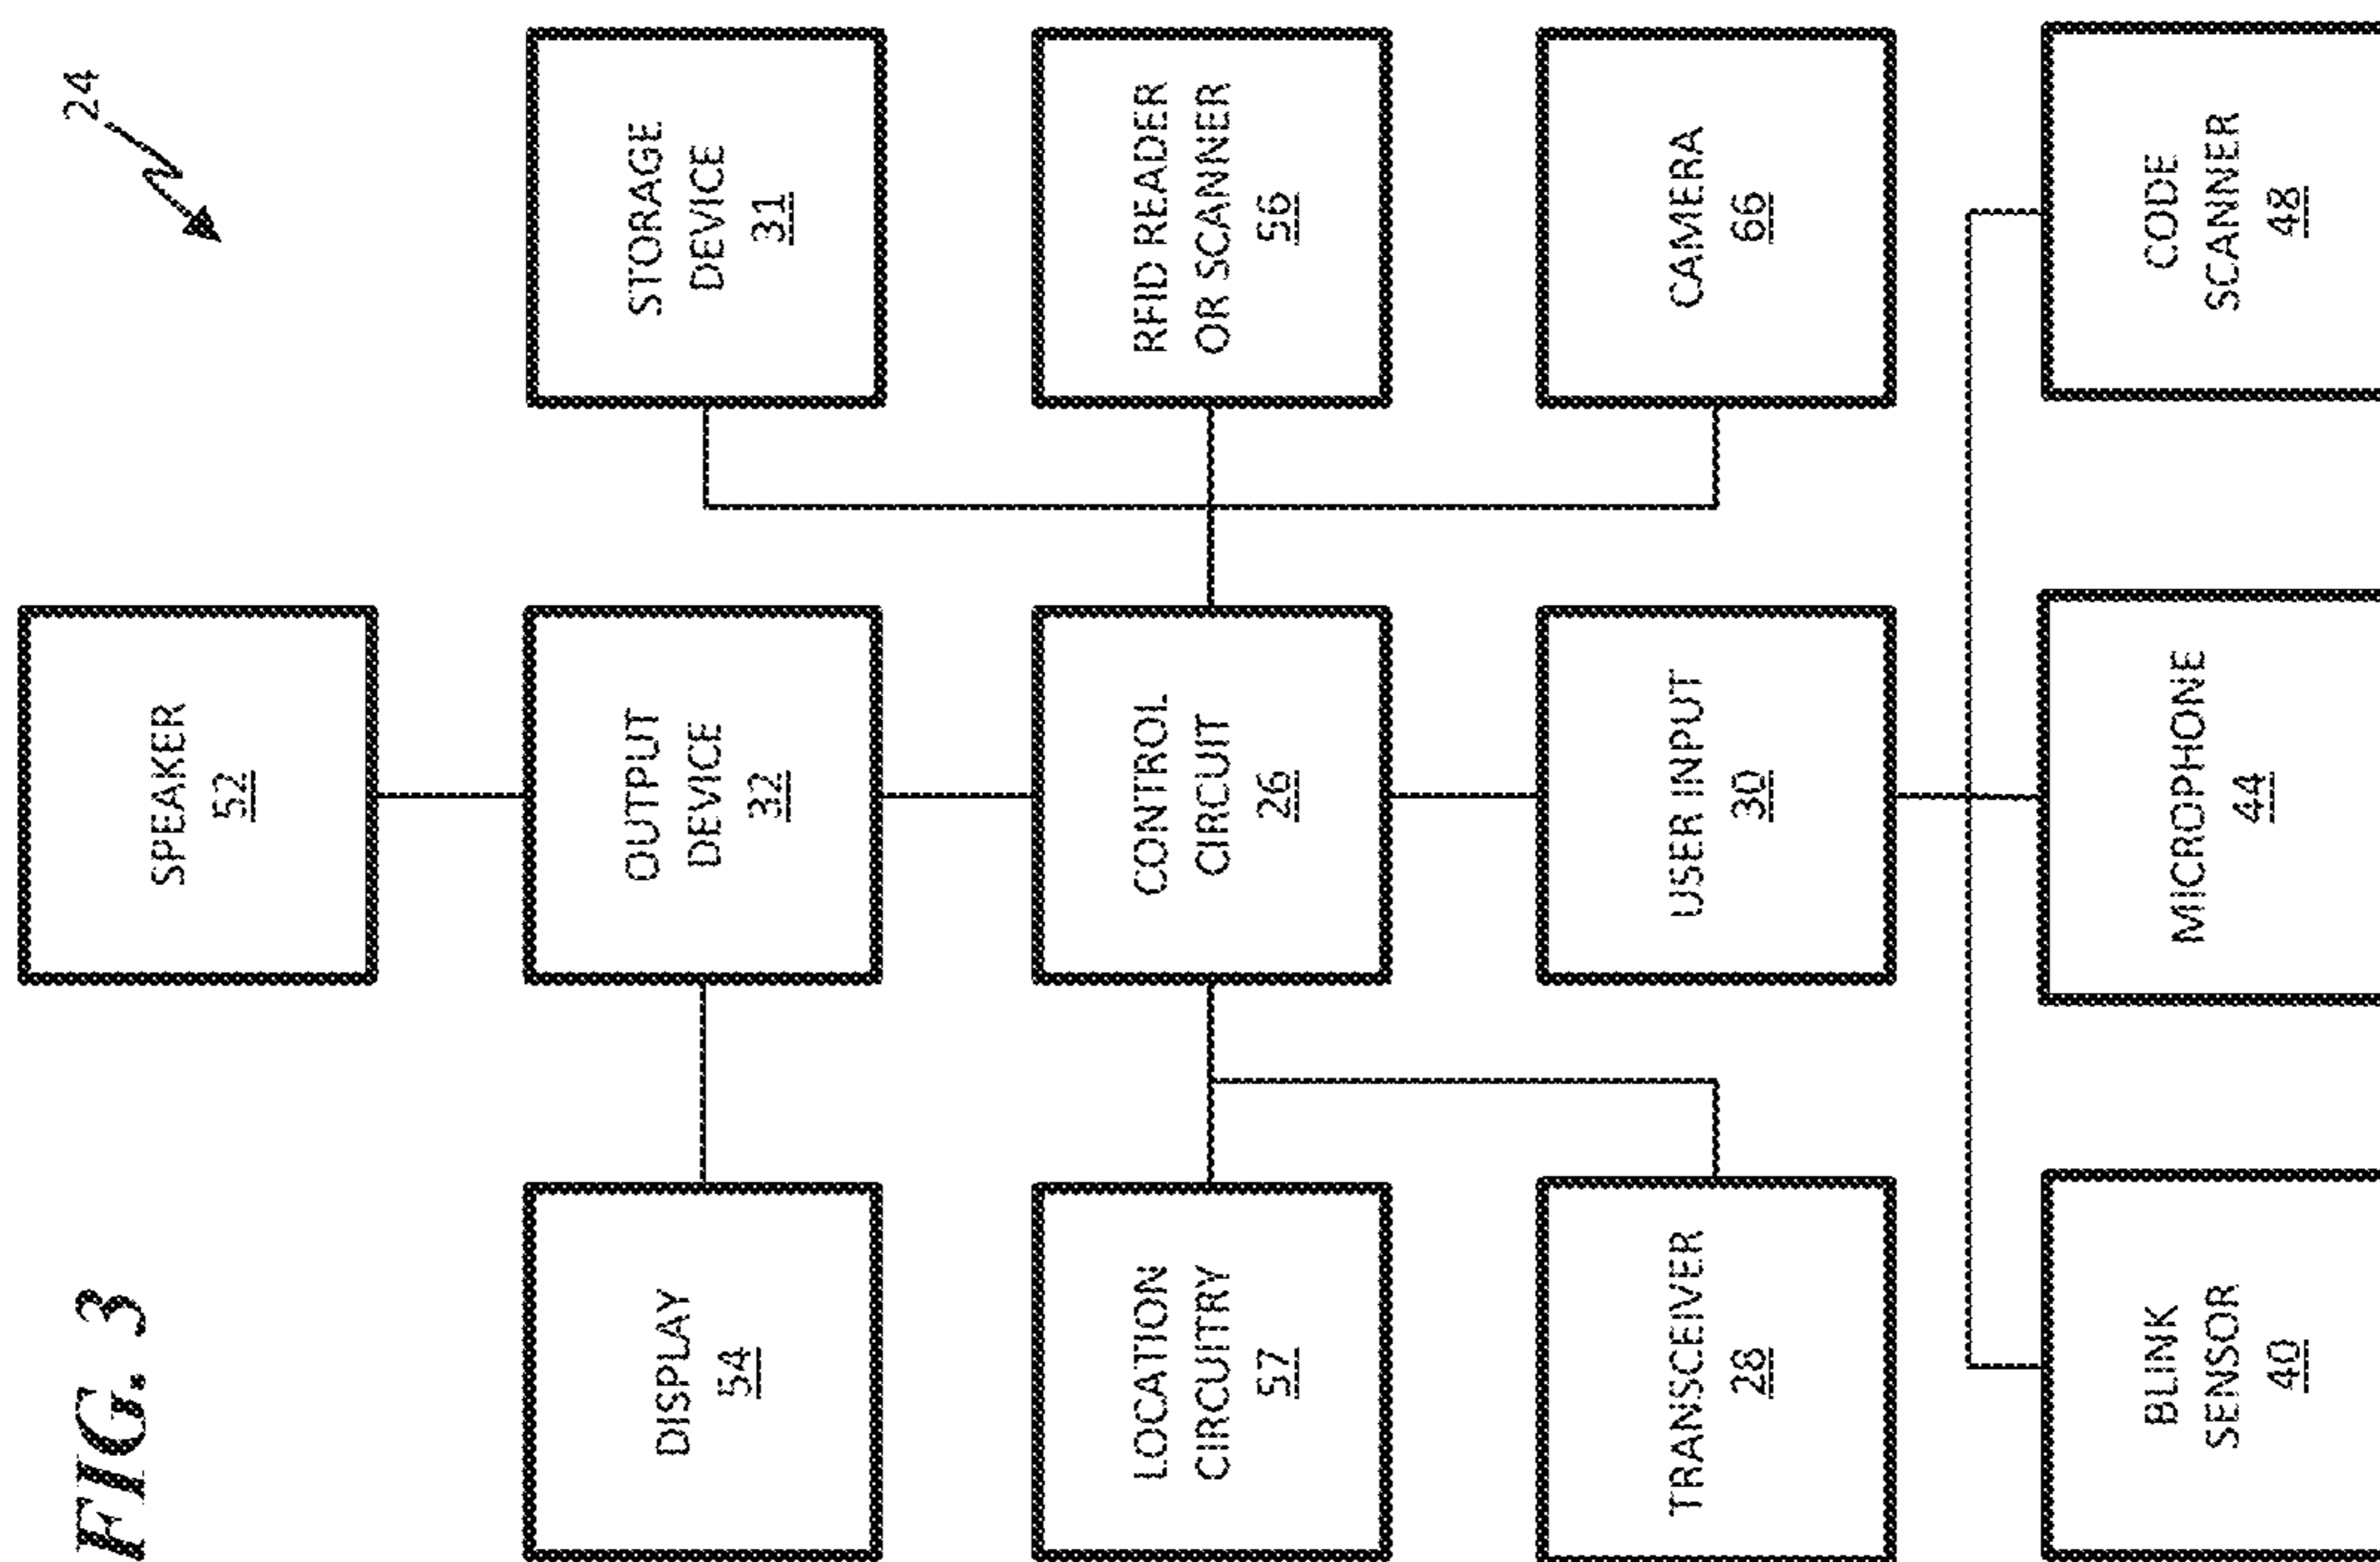 FIG. 3
24
SPEAKER
52
DISPLAY
54
OUTPUT
DEVICE
32
STORAGE
DEVICE
31
LOCATION
CIRCUITRY
57
CONTROL
CIRCUIT
26
RFID READER
OR SCANNER
56
TRANSCEIVER
28
USER INPUT
30
CAMERA
66
BLINK
SENSOR
40
MICROPHONE
44
CODE
SCANNER
48